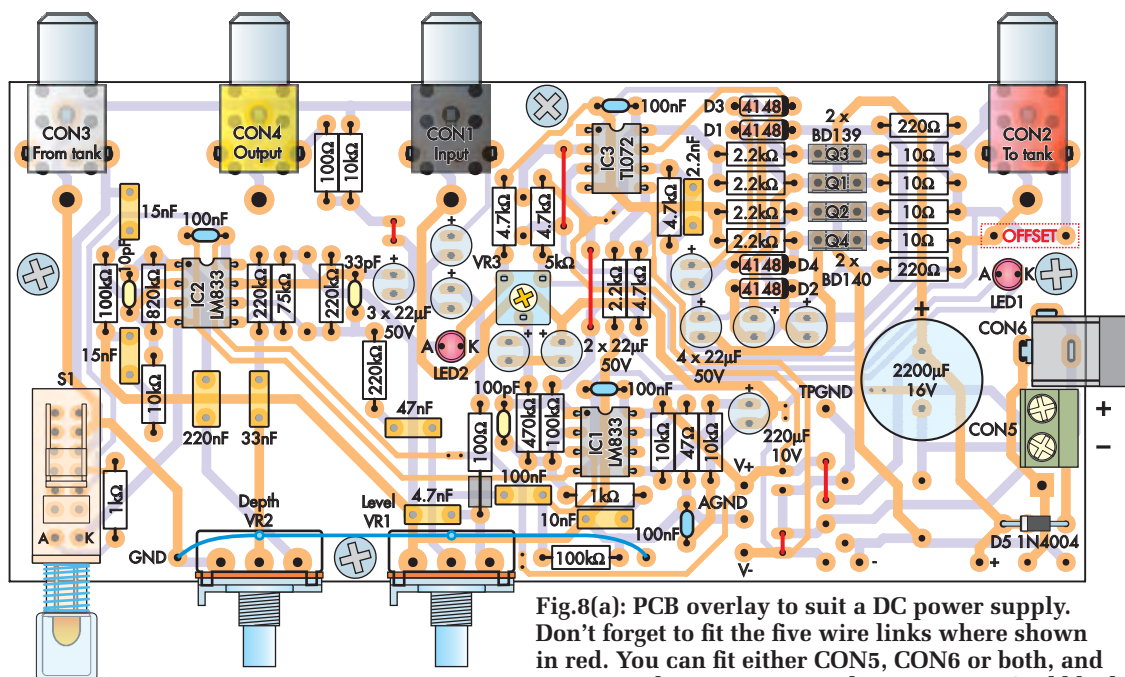 CON3
From tank
CON4
Output
CON1
Input
CON2
To tank
100nF
D3
4148
D1
4148
2 x
BD139
220Ω
IC3
TL072
2.2nF
2.2kΩ
Q3
10Ω
2.2kΩ
Q1
10Ω
2.2kΩ
Q2
10Ω
2.2kΩ
Q4
10Ω
2 x
BD140
220Ω
4148
D4
4148
D2
OFFSET
A
K
LED1
100Ω
10kΩ
4.7kΩ
4.7kΩ
4.7kΩ
15nF
100nF
10pF
100kΩ
820kΩ
IC2
LM833
220kΩ
75kΩ
220kΩ
33pF
+
+
3 x 22µF
50V
VR3
5kΩ
2.2kΩ
4.7kΩ
+
+
+
+
+
+
+
A
K
LED2
2 x 22µF
50V
4 x 22µF
50V
+
2200µF
16V
CON6
CON5
+
–
15nF
S1
10kΩ
220nF
33nF
220kΩ
47nF
100pF
100Ω
470kΩ
100kΩ
100nF
IC1
LM833
10kΩ
47Ω
10kΩ
+
220µF
10V
TPGND
V+
AGND
V-
1kΩ
A
K
GND
Depth
VR2
Level
VR1
4.7nF
100nF
1kΩ
10nF
100kΩ
100nF
-
+
D5 1N4004
Fig.8(a): PCB overlay to suit a DC power supply.
Don't forget to fit the five wire links where shown
in red. You can fit either CON5, CON6 or both, and